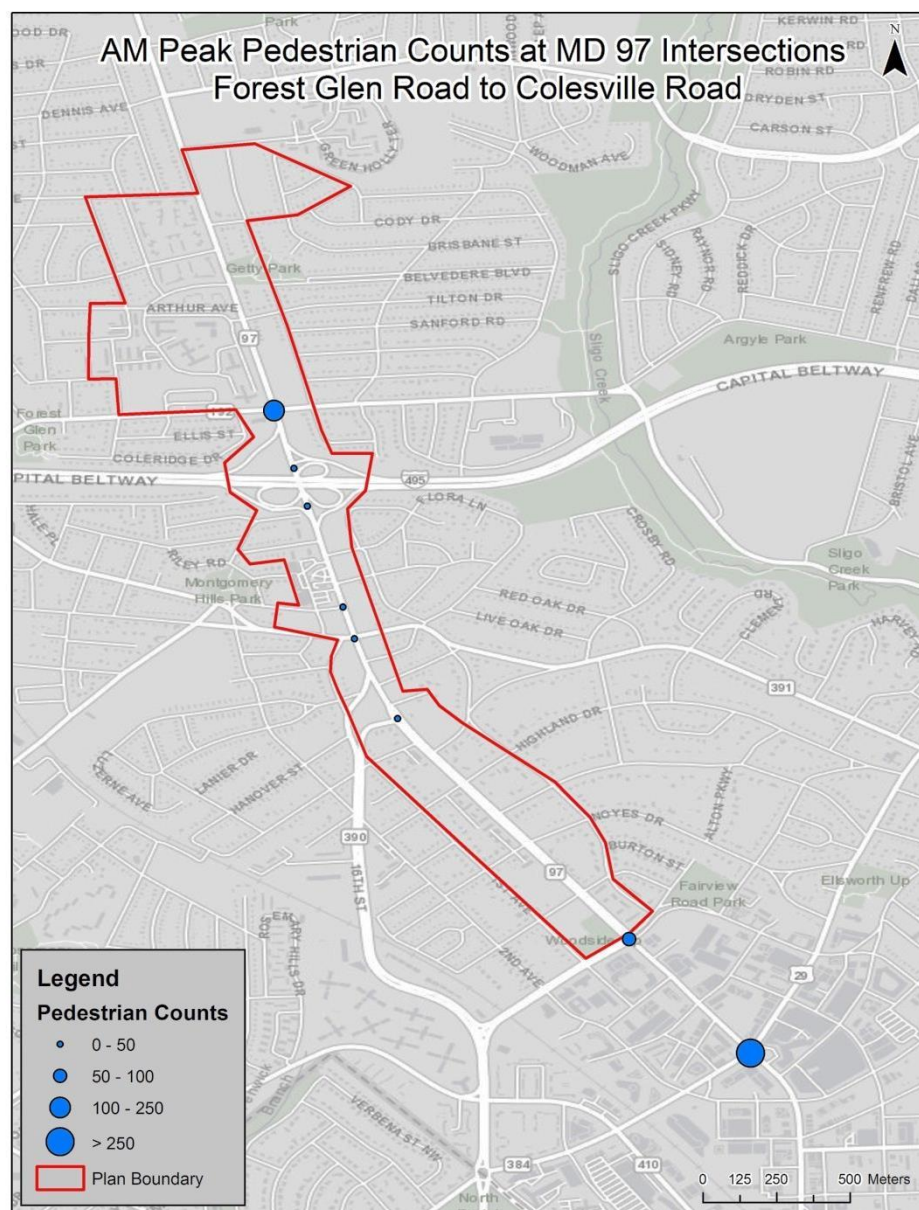 AM Peak Pedestrian Counts at MD 97 Intersections
Forest Glen Road to Colesville Road
N
Park
KERWIN RD
ROBIN RD
DRYDEN ST
CARSON ST
OOD DR
DENNIS AVE
WOODMAN AVE
CODY DR
BRISBANE ST
BELVEDERE BLVD
TILTON DR
SANFORD RD
Getty Park
ARTHUR AVE
97
SLIGO CREEK PKWY
SIDNEY RD
RAYNOR RD
REDDICK DR
RENFREW RD
Argyle Park
Sligo Creek
CAPITAL BELTWAY
192
Forest
Glen
Park
ELLIS ST
COLERIDGE DR
PITAL BELTWAY
495
BRISTOL AVE
FLORA LN
CROSBY RD
HALE PL
RILEY RD
Montgomery
Hills Park
Sligo
Creek
Park
RED OAK DR
LIVE OAK DR
391
HIGHLAND DR
LANIER DR
HANOVER ST
390
16TH ST
NOYES DR
BURTON ST
ALTON PKWY
97
Fairview
Road Park
Ellsworth Up
2ND AVE
29
VERBENA ST NW
384
410
North
Legend
Pedestrian Counts
0 - 50
50 - 100
100 - 250
> 250
Plan Boundary
0 125 250 500 Meters